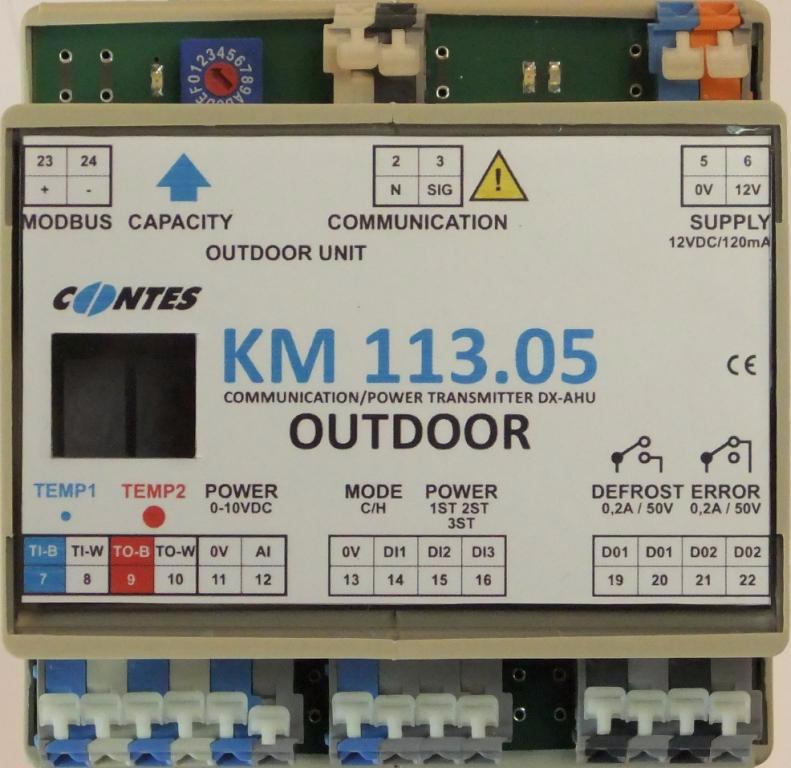 0123456789A
DEF
23 24
+ -
MODBUS CAPACITY
2 3
N SIG
!
COMMUNICATION
5 6
0V 12V
SUPPLY
12VDC/120mA
OUTDOOR UNIT
CONTES
KM 113.05
COMMUNICATION/POWER TRANSMITTER DX-AHU
OUTDOOR
CE
TEMP1 TEMP2 POWER
0-10VDC
MODE POWER
C/H 1ST 2ST
3ST
DEFROST ERROR
0,2A / 50V 0,2A / 50V
TI-B TI-W TO-B TO-W 0V AI
7 8 9 10 11 12
0V DI1 DI2 DI3
13 14 15 16
D01 D01 D02 D02
19 20 21 22